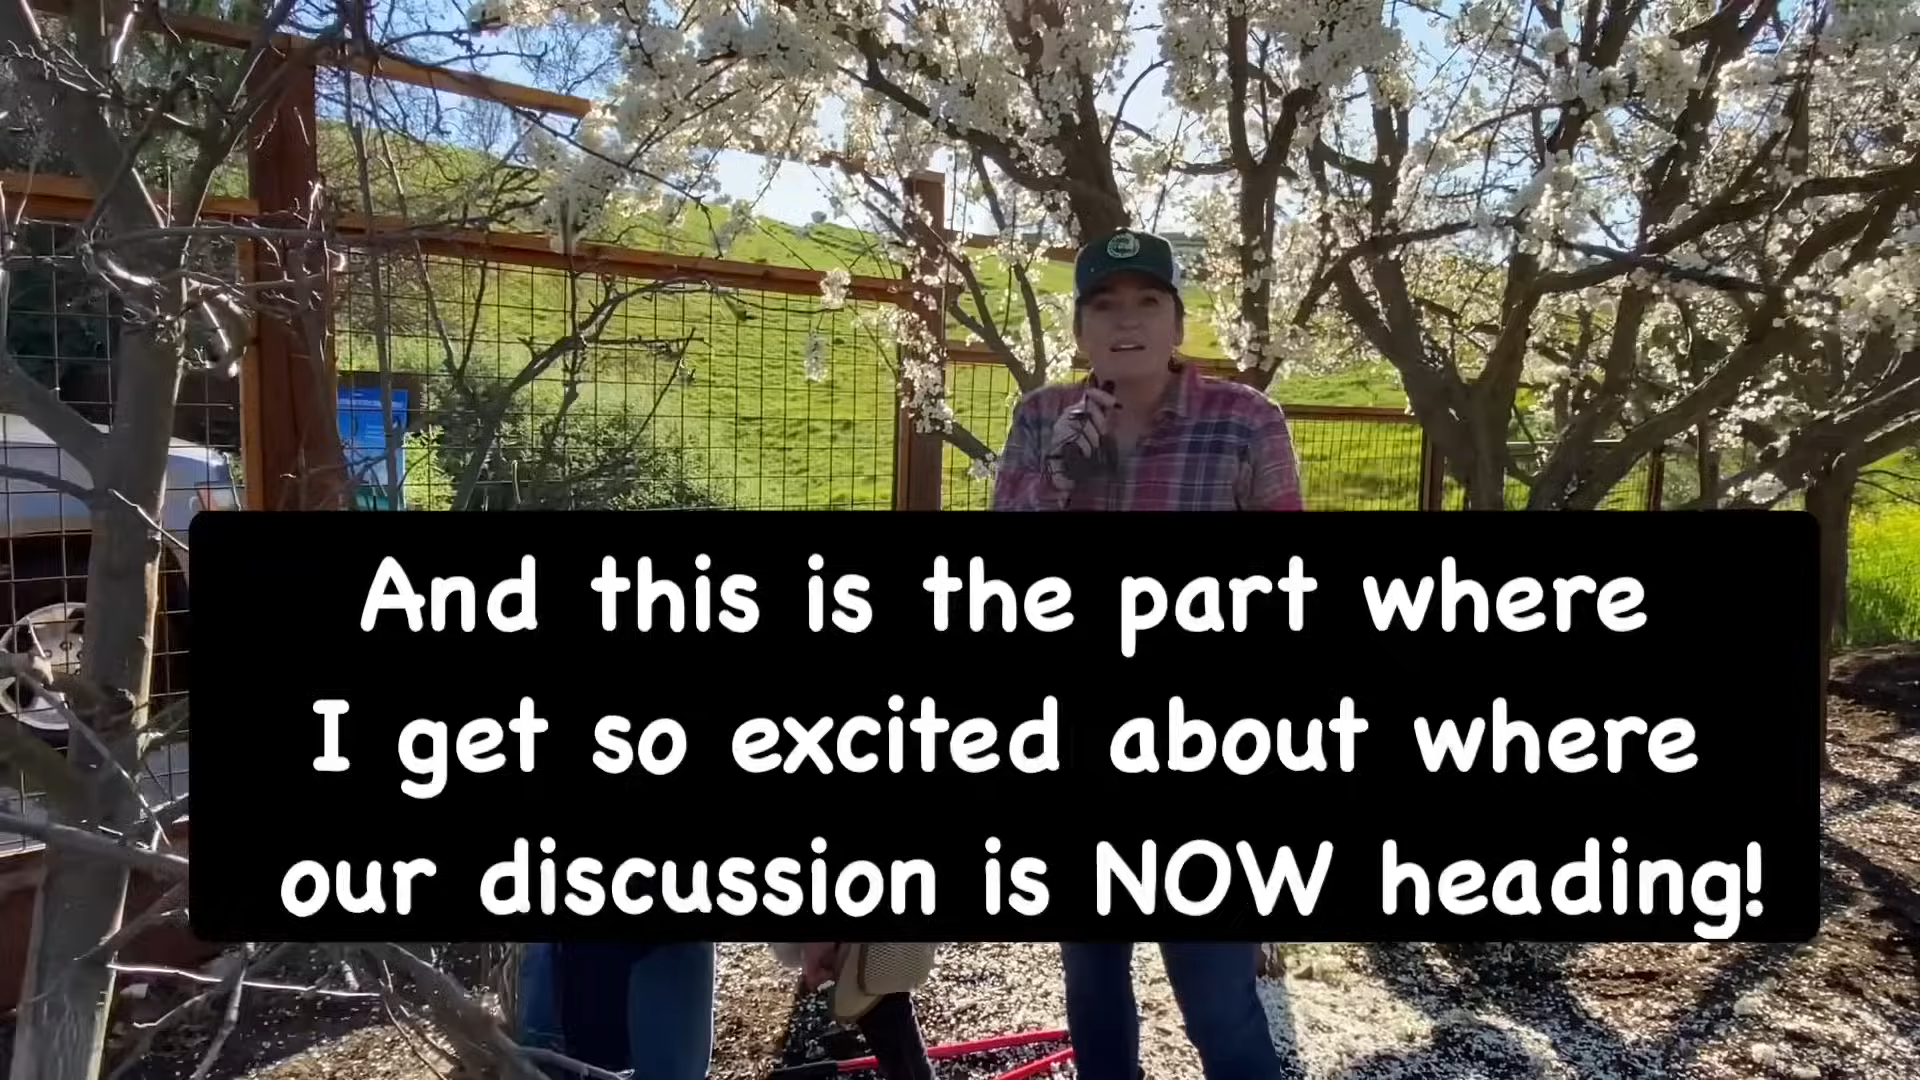 And this is the part where
I get so excited about where
our discussion is NOW heading!